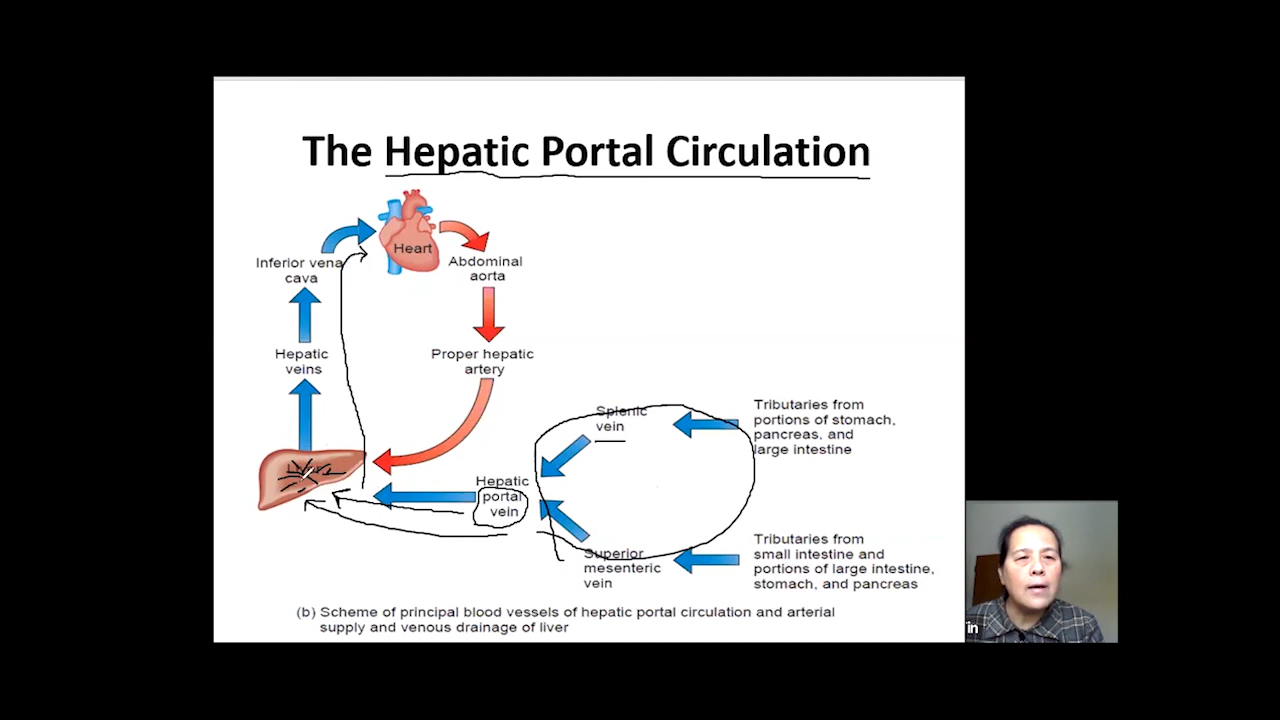 The Hepatic Portal Circulation
Heart
Inferior vena
cava
Abdominal
aorta
Hepatic
veins
Proper hepatic
artery
Splenic
vein
Tributaries from
portions of stomach,
pancreas, and
large intestine
Hepatic
portal
vein
Superior
mesenteric
vein
Tributaries from
small intestine and
portions of large intestine,
stomach, and pancreas
(b) Scheme of principal blood vessels of hepatic portal circulation and arterial
supply and venous drainage of liver
in